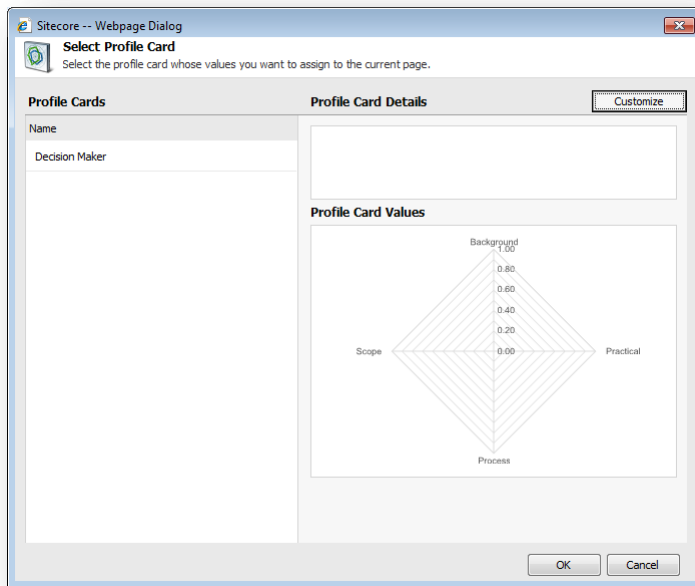 Sitecore -- Webpage Dialog
Select Profile Card
Select the profile card whose values you want to assign to the current page.
Profile Cards
Name
Decision Maker
Profile Card Details
Customize
Profile Card Values
Background
1.00
0.80
0.60
0.40
0.20
Scope
0.00
Practical
Process
OK
Cancel